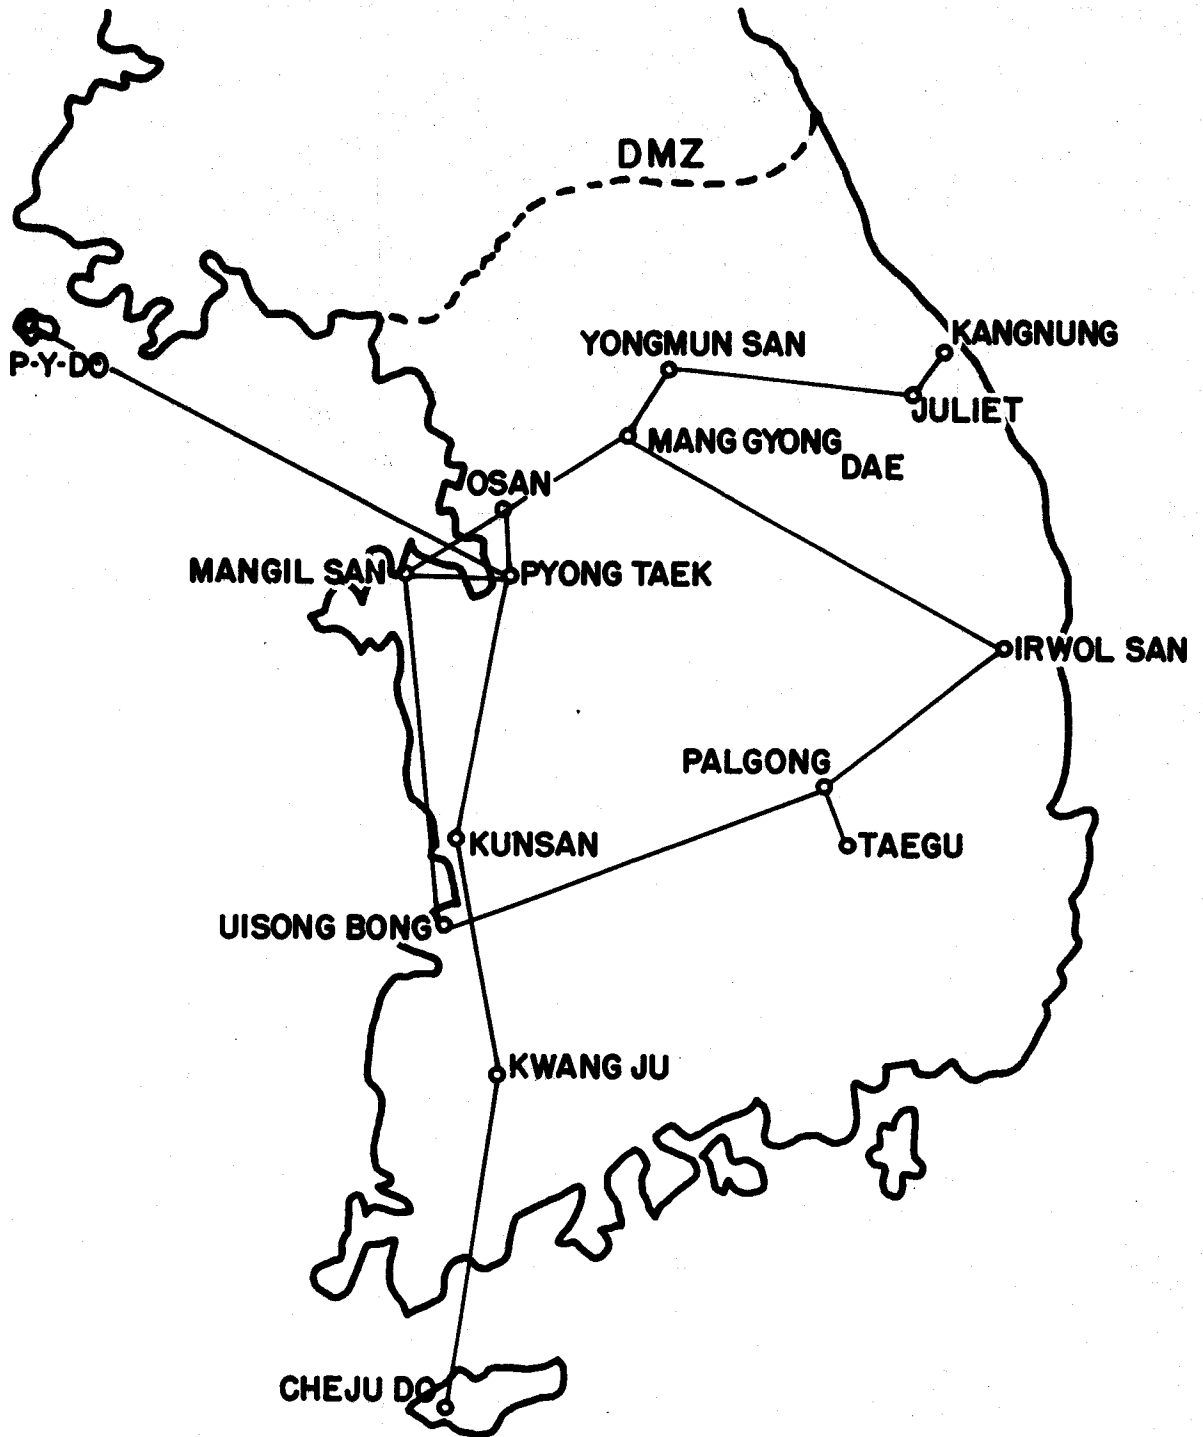 DMZ
YONGMUN SAN
KANGNUNG
P-Y-DO
JULIET
MANG GYONG
DAE
OSAN
MANGIL SAN
PYONG TAEK
IRWOL SAN
PALGONG
KUNSAN
TAEGU
UISONG BONG
KWANG JU
CHEJU DO